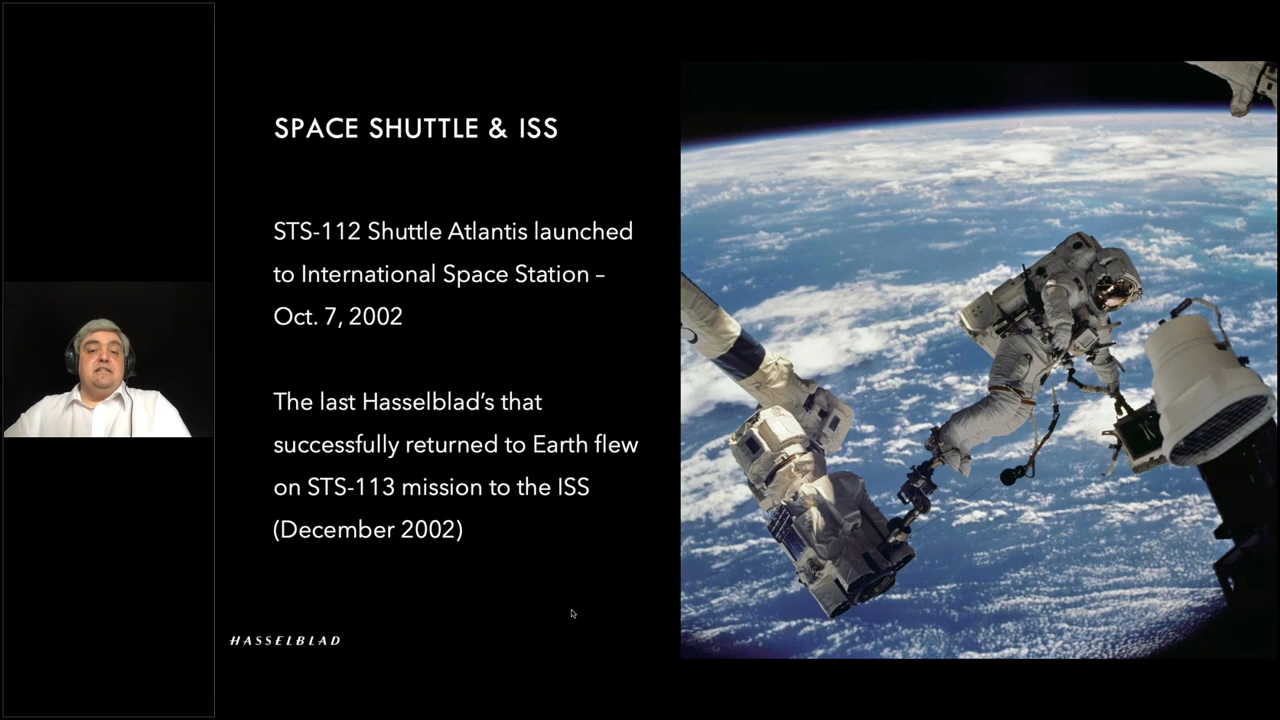 SPACE SHUTTLE & ISS
STS-112 Shuttle Atlantis launched
to International Space Station –
Oct. 7, 2002
The last Hasselblad’s that
successfully returned to Earth flew
on STS-113 mission to the ISS
(December 2002)
HASSELBLAD